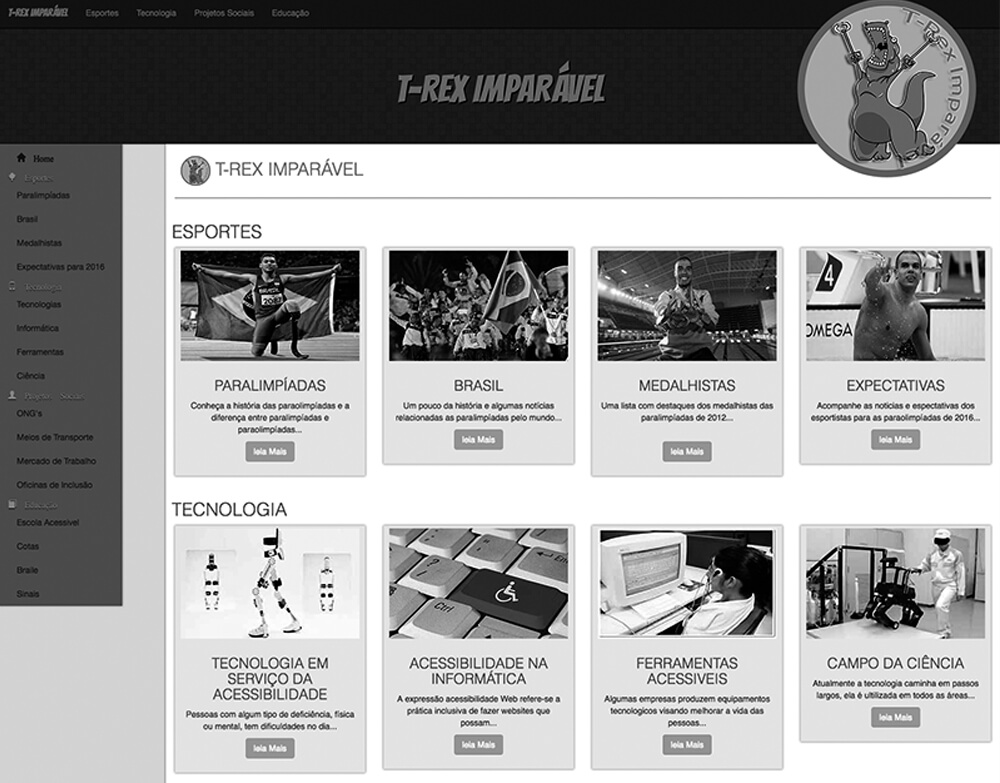 T-REX IMPARÁVEL Esportes Tecnologia Projetos Sociais Educação
T-REX IMPARÁVEL
T-Rex Imparável
Home
Esportes
Paralimpíadas
Brasil
Medalhistas
Expectativas para 2016
Tecnologia
Tecnologias
Informática
Ferramentas
Ciência
Projetos Sociais
ONG's
Meios de Transporte
Mercado de Trabalho
Oficinas de Inclusão
Educação
Escola Acessivel
Cotas
Braile
Sinais
T-REX IMPARÁVEL
ESPORTES
BRASIL
4
OMEGA
PARALIMPÍADAS
Conheça a história das paraolimpíadas e a
diferença entre paralimpíadas e
paraolimpíadas...
leia Mais
BRASIL
Um pouco da história e algumas notícias
relacionadas as paralimpíadas pelo mundo...
leia Mais
MEDALHISTAS
Uma lista com destaques dos medalhistas das
paralimpíadas de 2012...
leia Mais
EXPECTATIVAS
Acompanhe as noticias e expectativas dos
esportistas para as paraolimpíadas de 2016...
leia Mais
TECNOLOGIA
?
Enter
Ctrl
TECNOLOGIA EM
SERVIÇO DA
ACESSIBILIDADE
Pessoas com algum tipo de deficiência, física
ou mental, tem dificuldades no dia...
leia Mais
ACESSIBILIDADE NA
INFORMÁTICA
A expressão acessibilidade Web refere-se a
prática inclusiva de fazer websites que
possam...
leia Mais
FERRAMENTAS
ACESSIVEIS
Algumas empresas produzem equipamentos
tecnologicos visando melhorar a vida das
pessoas...
leia Mais
CAMPO DA CIÊNCIA
Atualmente a tecnologia caminha em passos
largos, ela é ultilizada em todos as áreas...
leia Mais